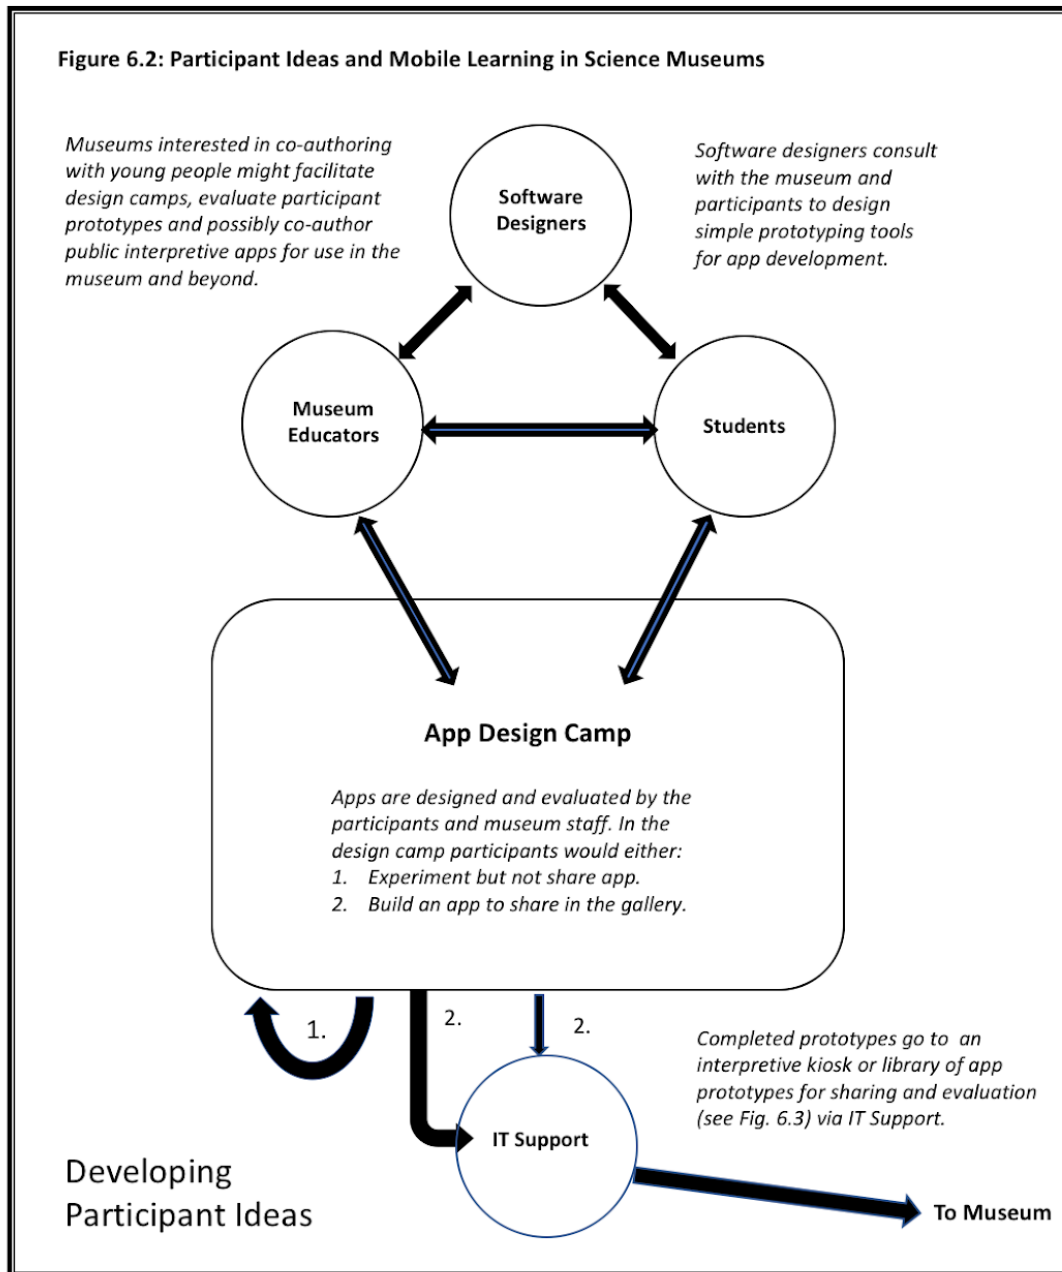 Figure 6.2: Participant Ideas and Mobile Learning in Science Museums
Museums interested in co-authoring
with young people might facilitate
design camps, evaluate participant
prototypes and possibly co-author
public interpretive apps for use in the
museum and beyond.
Software
Designers
Software designers consult
with the museum and
participants to design
simple prototyping tools
for app development.
Museum
Educators
Students
App Design Camp
Apps are designed and evaluated by the
participants and museum staff. In the
design camp participants would either:
1. Experiment but not share app.
2. Build an app to share in the gallery.
1.
2.
2.
Completed prototypes go to an
interpretive kiosk or library of app
prototypes for sharing and evaluation
(see Fig. 6.3) via IT Support.
IT Support
Developing
Participant Ideas
To Museum